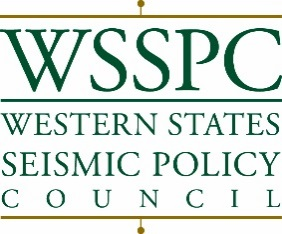 WSSPC
WESTERN STATES
SEISMIC POLICY
COUNCIL